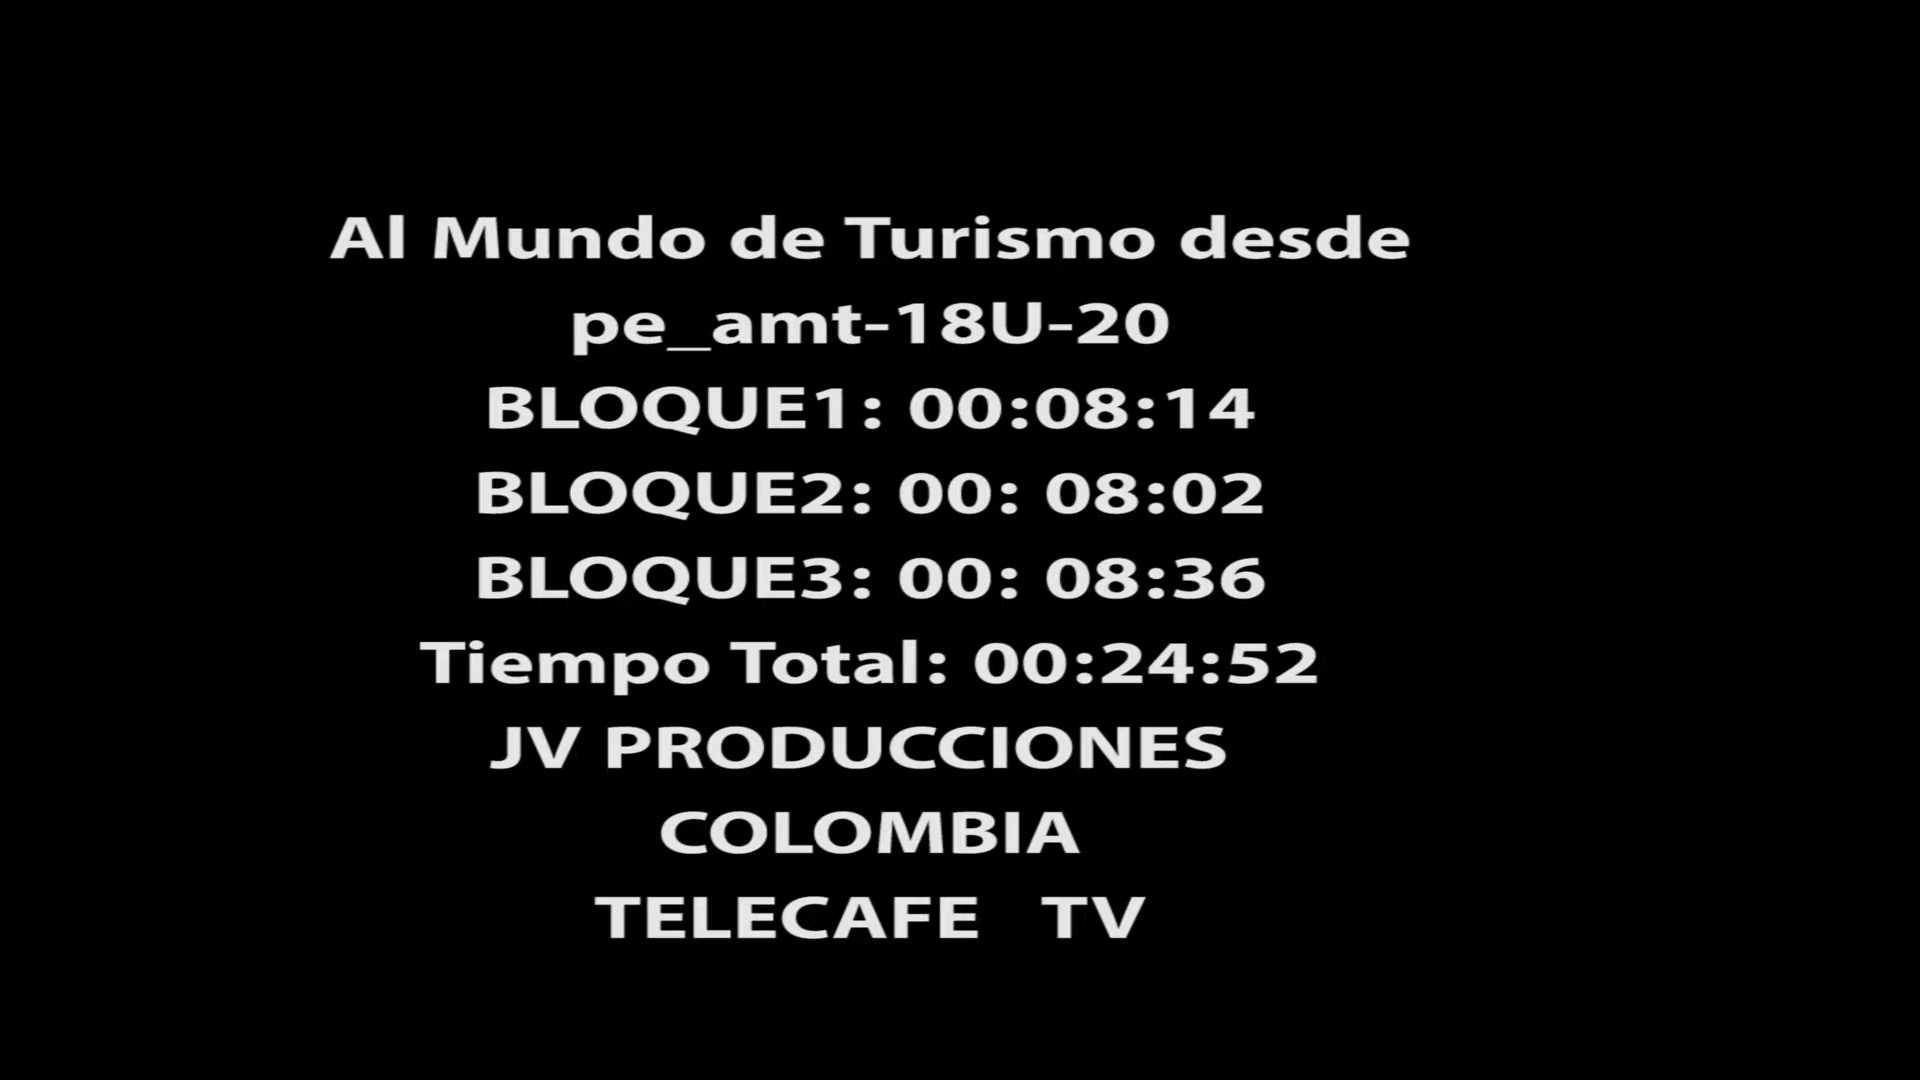 Al Mundo de Turismo desde
pe_amt-18U-20
BLOQUE1: 00:08:14
BLOQUE2: 00: 08:02
BLOQUE3: 00: 08:36
Tiempo Total: 00:24:52
JV PRODUCCIONES
COLOMBIA
TELECAFE TV